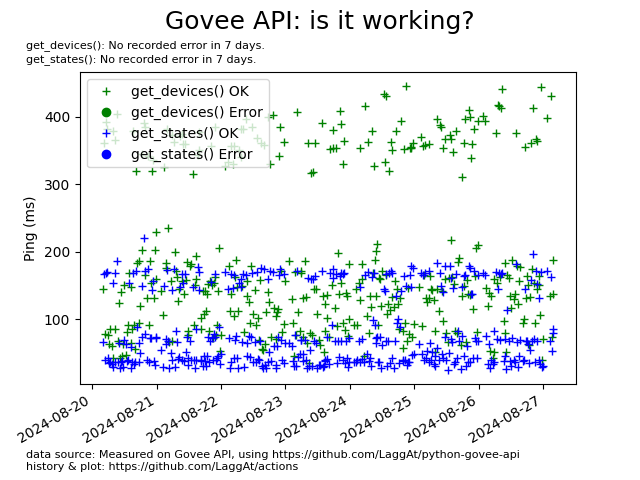 Govee API: is it working?
get_devices(): No recorded error in 7 days.
get_states(): No recorded error in 7 days.
get_devices() OK
get_devices() Error
get_states() OK
get_states() Error
Ping (ms)
400
300
200
100
2024-08-20
2024-08-21
2024-08-22
2024-08-23
2024-08-24
2024-08-25
2024-08-26
2024-08-27
data source: Measured on Govee API, using https://github.com/LaggAt/python-govee-api
history & plot: https://github.com/LaggAt/actions